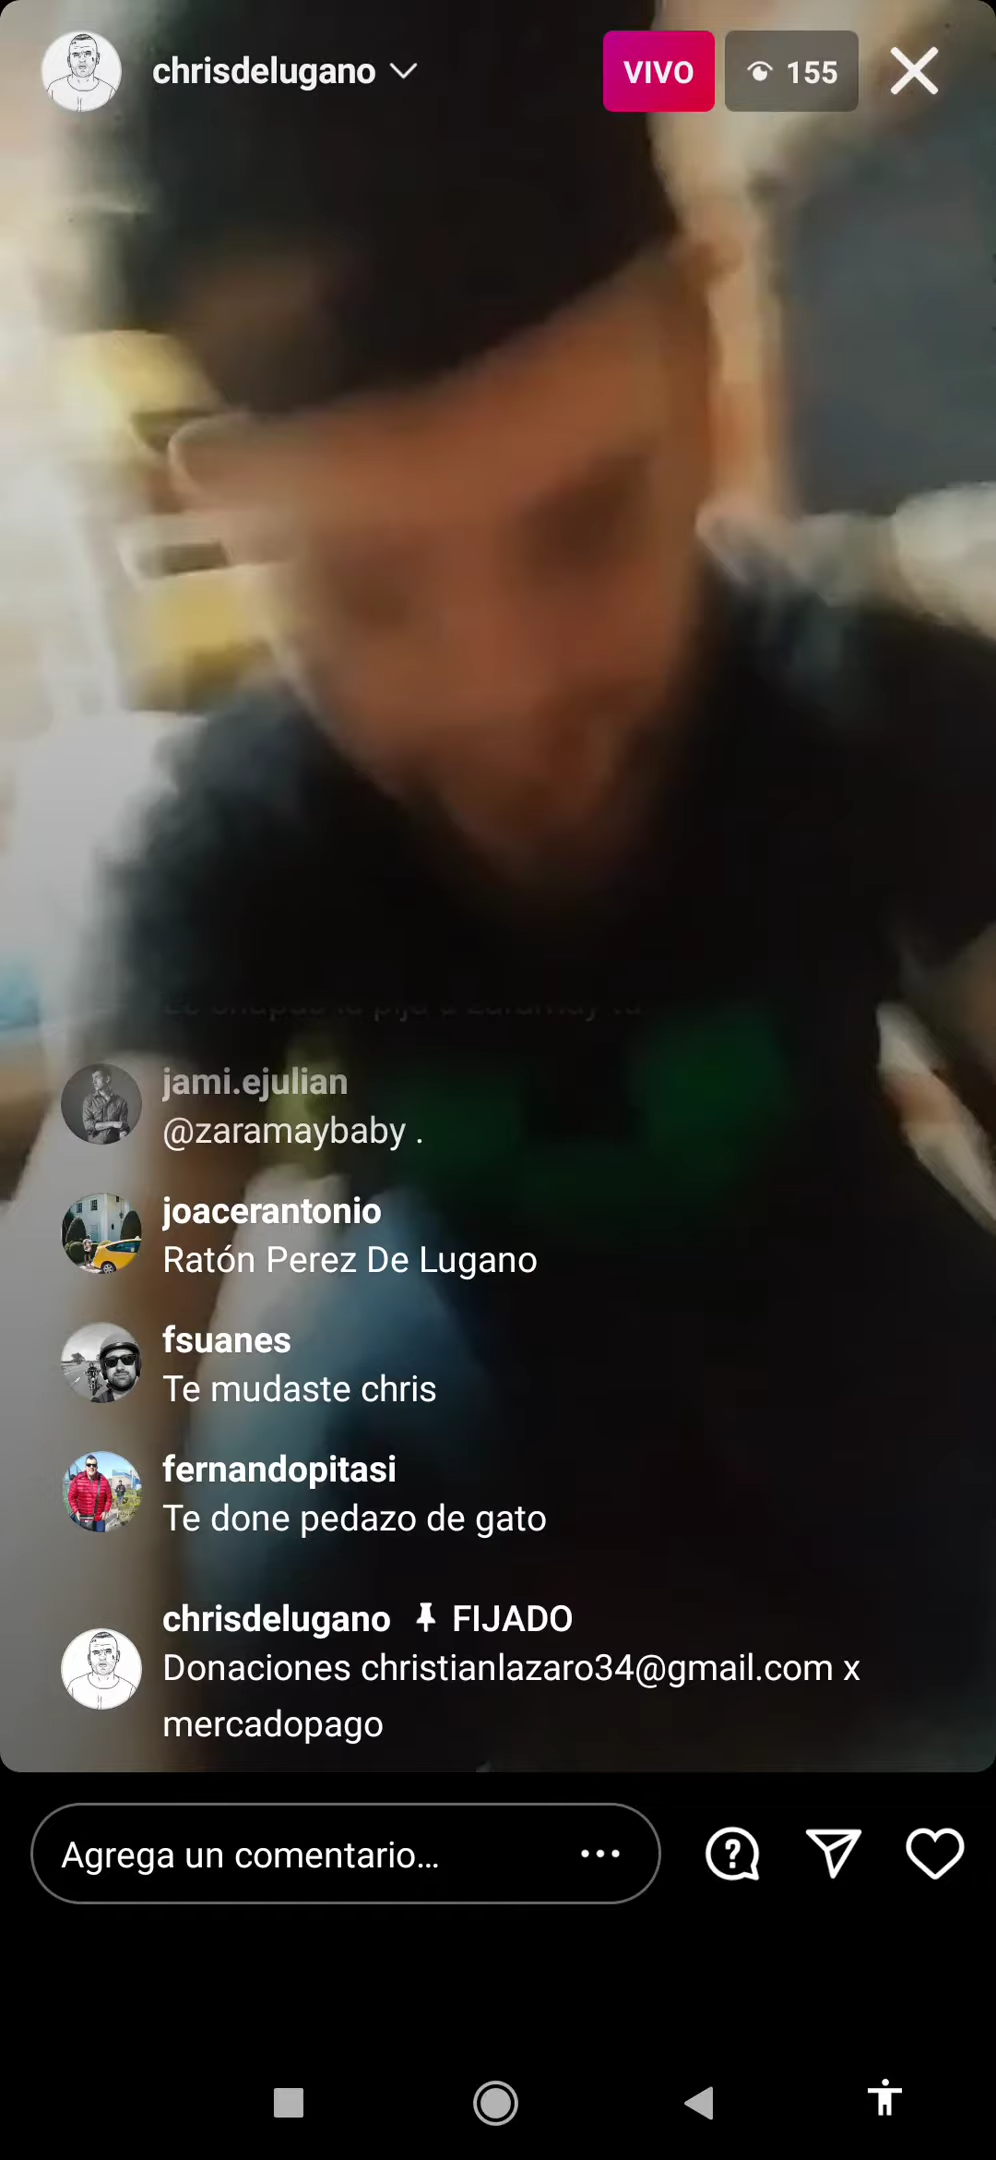 chrisdelugano
VIVO
155
jami.ejulian
@zaramaybaby .
joacerantonio
Ratón Perez De Lugano
fsuanes
Te mudaste chris
fernandopitasi
Te done pedazo de gato
chrisdelugano FIJADO
Donaciones christianlazaro34@gmail.com x
mercadopago
Agrega un comentario...